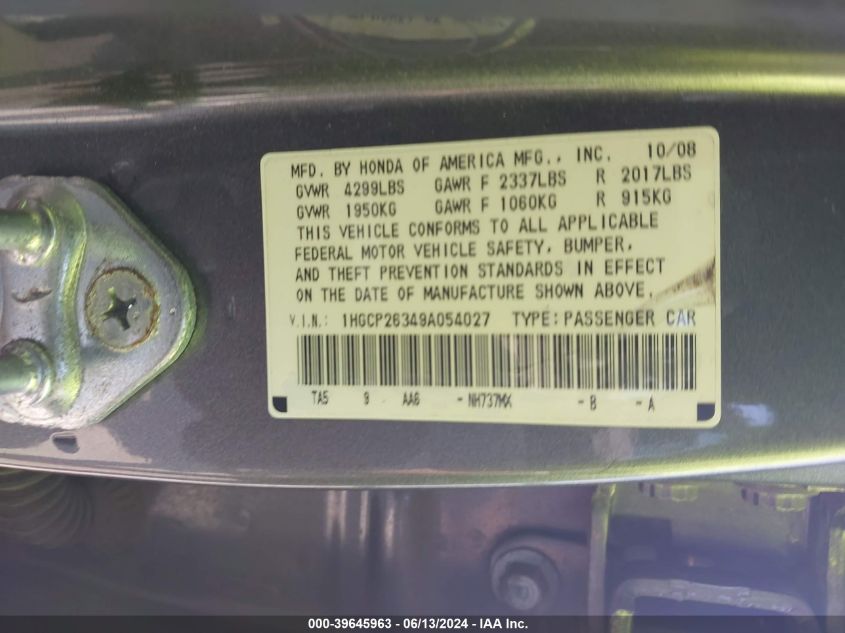 MFD. BY HONDA OF AMERICA MFG., INC. 10/08
GVWR 4299LBS GAWR F 2337LBS R 2017LBS
GVWR 1950KG GAWR F 1060KG R 915KG
THIS VEHICLE CONFORMS TO ALL APPLICABLE
FEDERAL MOTOR VEHICLE SAFETY, BUMPER,
AND THEFT PREVENTION STANDARDS IN EFFECT
ON THE DATE OF MANUFACTURE SHOWN ABOVE.
V.I.N.: 1HGCP26349A054027 TYPE: PASSENGER CAR
TA5 9 AA6 - NH737MX - B - A
000-39645963 - 06/13/2024 - IAA Inc.